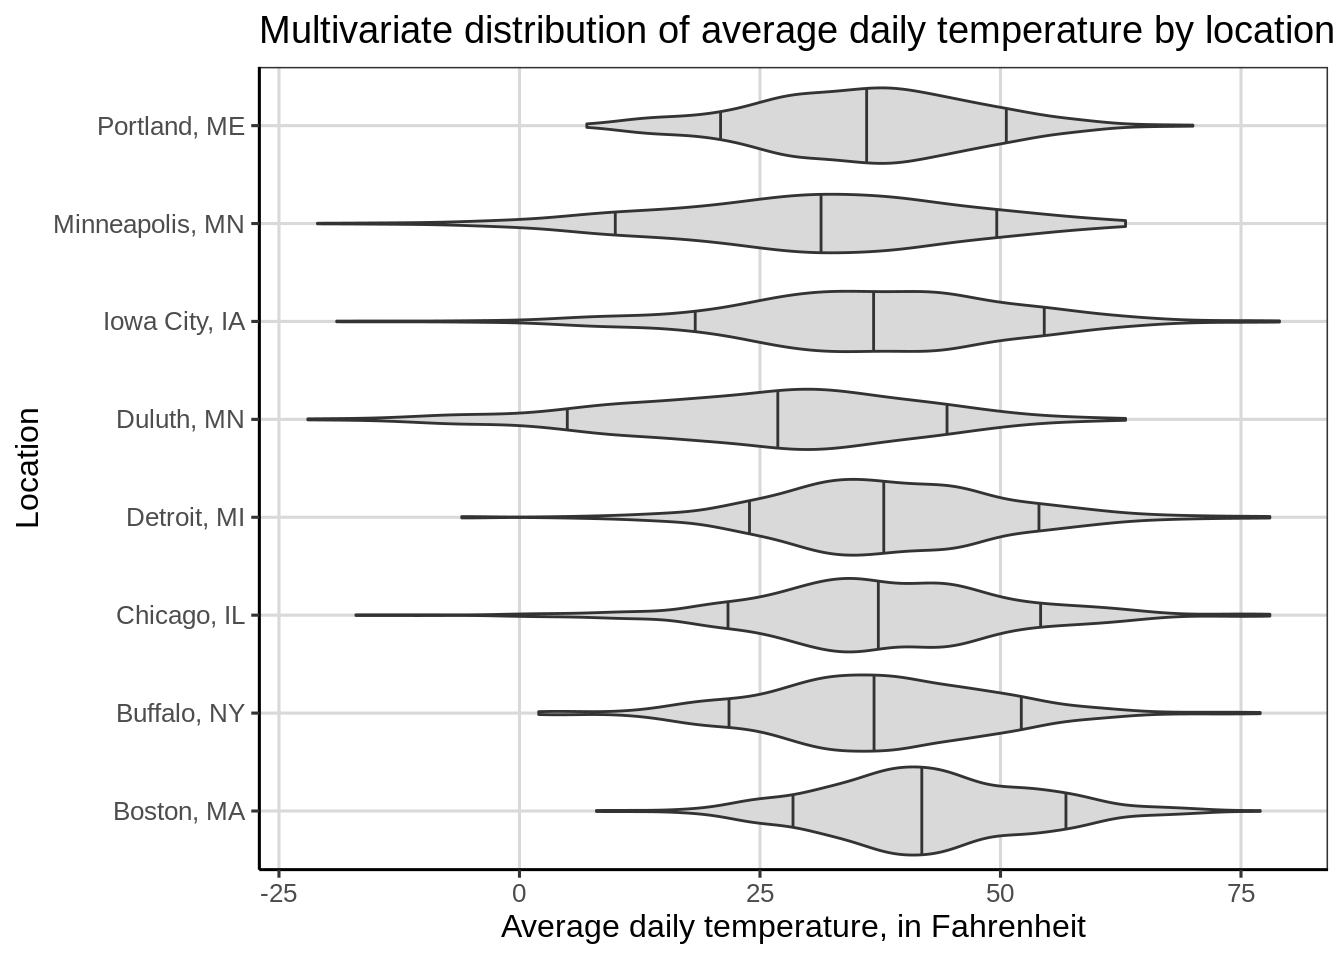 Multivariate distribution of average daily temperature by location
Portland, ME
Minneapolis, MN
Iowa City, IA
Duluth, MN
Detroit, MI
Chicago, IL
Buffalo, NY
Boston, MA
Location
-25 0 25 50 75
Average daily temperature, in Fahrenheit